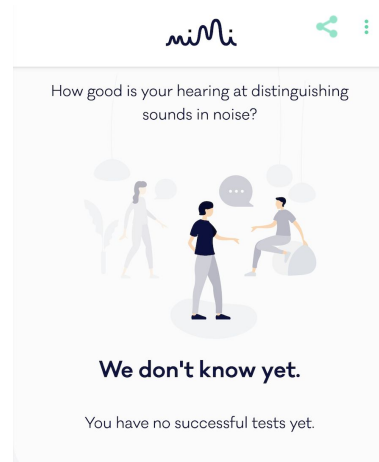 mimi
How good is your hearing at distinguishing
sounds in noise?
We don't know yet.
You have no successful tests yet.